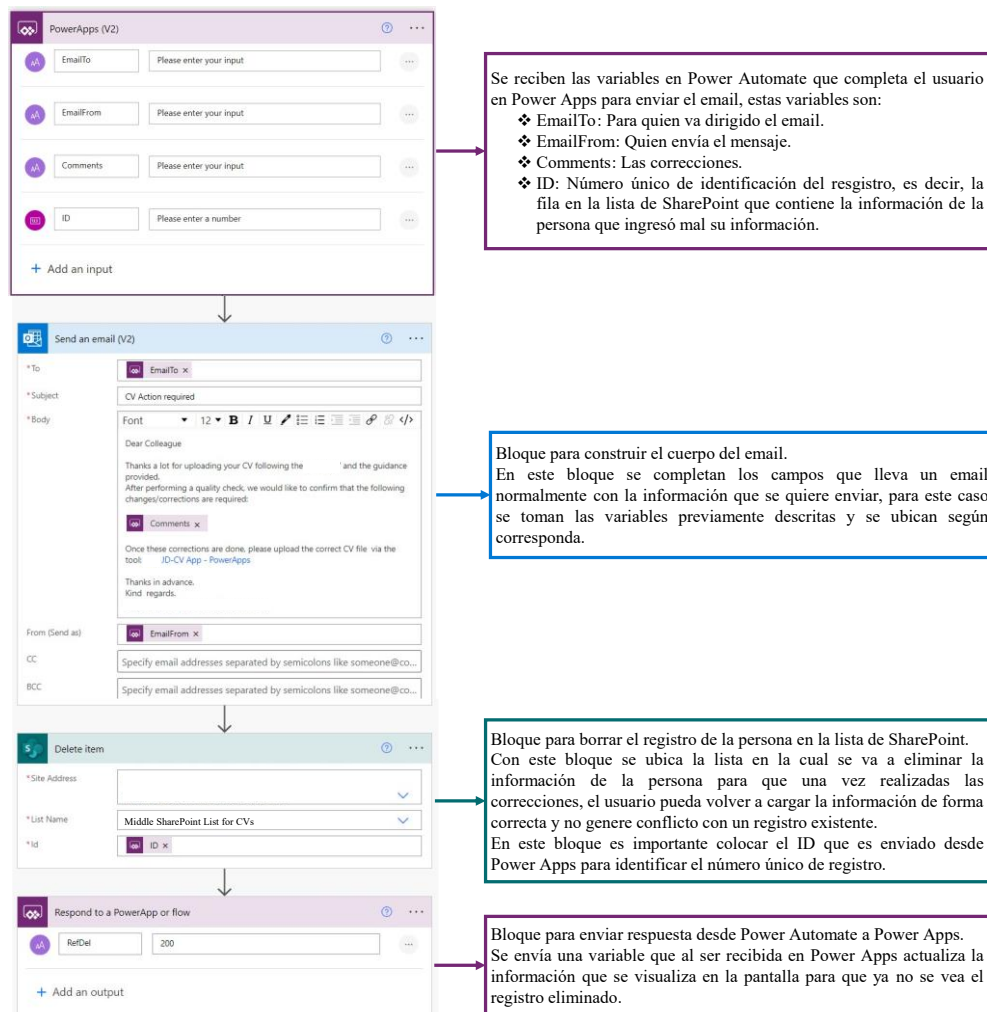 PowerApps (V2)
EmailTo
Please enter your input
EmailFrom
Please enter your input
Comments
Please enter your input
ID
Please enter a number
+ Add an input
Se reciben las variables en Power Automate que completa el usuario
en Power Apps para enviar el email, estas variables son:
❖ EmailTo: Para quien va dirigido el email.
❖ EmailFrom: Quien envía el mensaje.
❖ Comments: Las correcciones.
❖ ID: Número único de identificación del resgistro, es decir, la
fila en la lista de SharePoint que contiene la información de la
persona que ingresó mal su información.
Send an email (V2)
*To
EmailTo ×
*Subject
CV Action required
*Body
Font 12 B I U </>
Dear Colleague
Thanks a lot for uploading your CV following the ' and the guidance
provided.
After performing a quality check, we would like to confirm that the following
changes/corrections are required:
Comments ×
Once these corrections are done, please upload the correct CV file via the
tool: JD-CV App - PowerApps
Thanks in advance.
Kind regards.
From (Send as)
EmailFrom ×
CC
Specify email addresses separated by semicolons like someone@co...
BCC
Specify email addresses separated by semicolons like someone@co...
Bloque para construir el cuerpo del email.
En este bloque se completan los campos que lleva un email
normalmente con la información que se quiere enviar, para este caso
se toman las variables previamente descritas y se ubican según
corresponda.
Delete item
*Site Address
*List Name
Middle SharePoint List for CVs
*Id
ID ×
Bloque para borrar el registro de la persona en la lista de SharePoint.
Con este bloque se ubica la lista en la cual se va a eliminar la
información de la persona para que una vez realizadas las
correcciones, el usuario pueda volver a cargar la información de forma
correcta y no genere conflicto con un registro existente.
En este bloque es importante colocar el ID que es enviado desde
Power Apps para identificar el número único de registro.
Respond to a PowerApp or flow
RefDel
200
+ Add an output
Bloque para enviar respuesta desde Power Automate a Power Apps.
Se envía una variable que al ser recibida en Power Apps actualiza la
información que se visualiza en la pantalla para que ya no se vea el
registro eliminado.